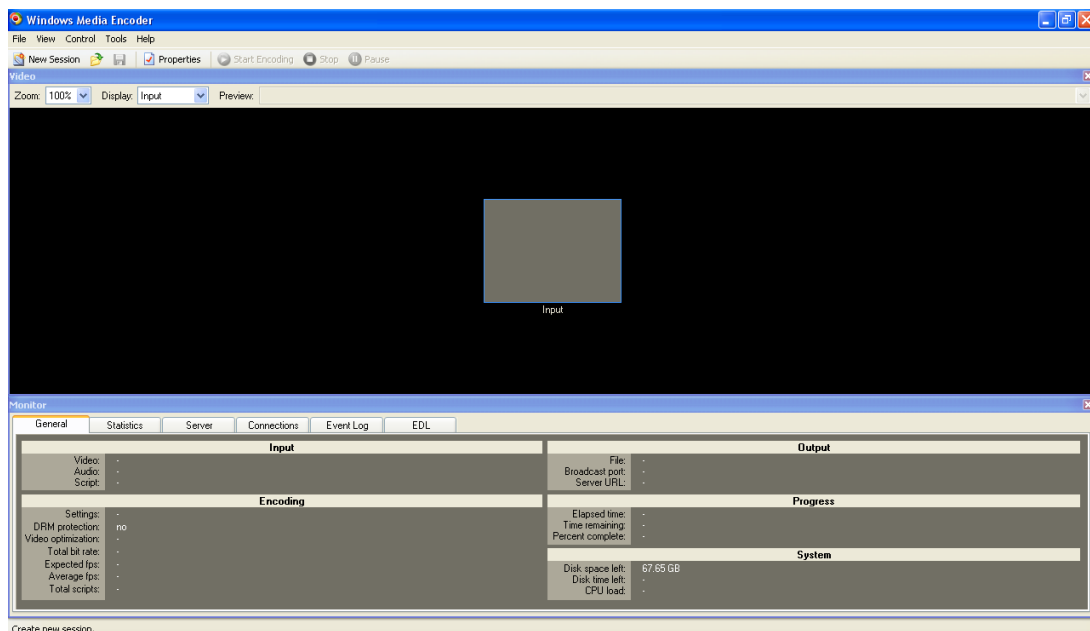 Windows Media Encoder
File View Control Tools Help
New Session Properties Start Encoding Stop Pause
Video
Zoom: 100% Display: Input Preview:
Input
Monitor
General Statistics Server Connections Event Log EDL
Input
Video: -
Audio: -
Script: -
Encoding
Settings: -
DRM protection: no
Video optimization: -
Total bit rate: -
Expected fps: -
Average fps: -
Total scripts: -
Output
File: -
Broadcast port: -
Server URL: -
Progress
Elapsed time: -
Time remaining: -
Percent complete: -
System
Disk space left: 67.65 GB
Disk time left: -
CPU load: -
Create new session.